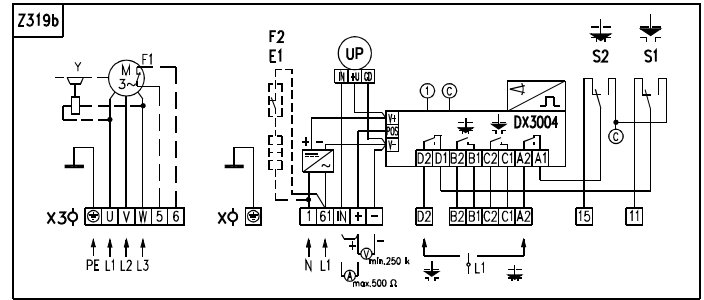 Z319b
F2
E1
UP
IN +U CD
S2 S1
Y
M
3~
F1
1 C
V+
POS
V-
DX3004
C
+ -
~
D2 D1 B2 B1 C2 C1 A2 A1
X3 U V W 5 6
X
1 61 IN + -
D2 B2 B1 C2 C1 A2
15
11
PE L1 L2 L3
N L1
+ -
V
min.250 k
A
max.500 Ω
L1